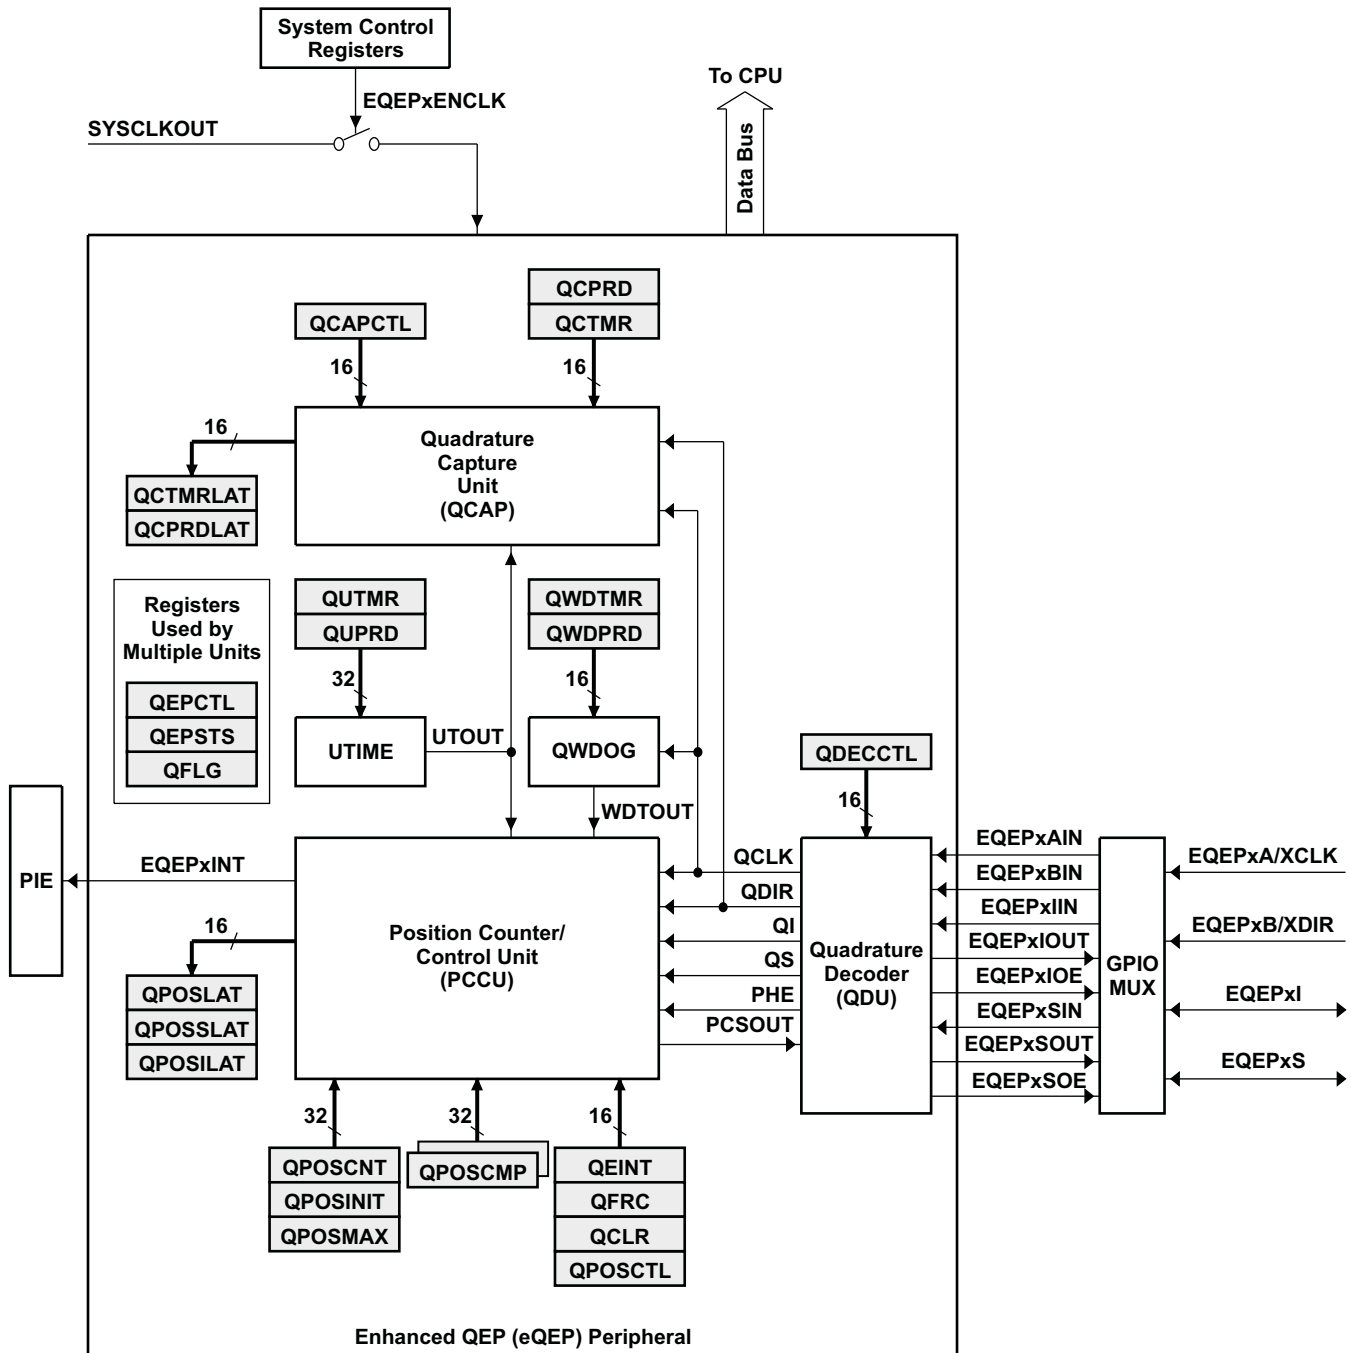 System Control
Registers
To CPU
EQEPxENCLK
SYSCLKOUT
Data Bus
QCPRD
QCAPCTL
QCTMR
16
16
16
Quadrature
Capture
Unit
(QCAP)
QCTMRLAT
QCPRDLAT
Registers
Used by
Multiple Units
QEPCTL
QEPSTS
QFLG
QUTMR
QUPRD
QWDTMR
QWDPRD
32
16
UTIME
UTOUT
QWDOG
QDECCTL
WDTOUT
16
PIE
EQEPxINT
16
Position Counter/
Control Unit
(PCCU)
QPOSLAT
QPOSSLAT
QPOSILAT
QCLK
QDIR
QI
QS
PHE
PCSOUT
Quadrature
Decoder
(QDU)
EQEPxAIN
EQEPxBIN
EQEPxIIN
EQEPxIOUT
EQEPxIOE
EQEPxSIN
EQEPxSOUT
EQEPxSOE
GPIO
MUX
EQEPxA/XCLK
EQEPxB/XDIR
EQEPxI
EQEPxS
32
32
16
QPOSCNT
QPOSINIT
QPOSMAX
QPOSCMP
QEINT
QFRC
QCLR
QPOSCTL
Enhanced QEP (eQEP) Peripheral